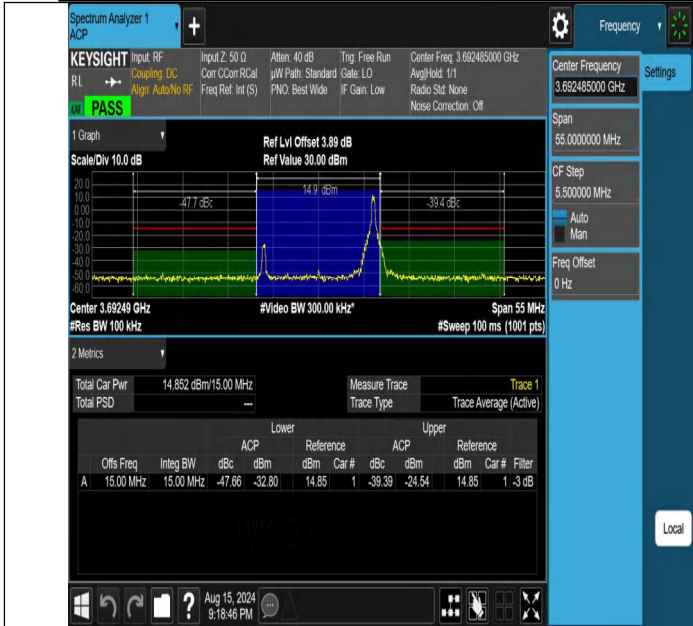 Spectrum Analyzer 1
ACP
Frequency
KEYSIGHT
RL
LXI
PASS
Input: RF
Coupling: DC
Align: Auto/No RF
Input Z: 50 Ω
Corr CCorr RCal
Freq Ref: Int (S)
Atten: 40 dB
µW Path: Standard
PNO: Best Wide
Trig: Free Run
Gate: LO
IF Gain: Low
Center Freq: 3.692485000 GHz
Avg|Hold: 1/1
Radio Std: None
Noise Correction: Off
Center Frequency
3.692485000 GHz
Settings
Span
55.0000000 MHz
CF Step
5.500000 MHz
Auto
Man
Freq Offset
0 Hz
Local
1 Graph
Scale/Div 10.0 dB
Ref Lvl Offset 3.89 dB
Ref Value 30.00 dBm
20.0
10.0
0.00
-10.0
-20.0
-30.0
-40.0
-50.0
-60.0
-47.7 dBc
14.9 dBm
-39.4 dBc
Center 3.69249 GHz
#Video BW 300.00 kHz*
Span 55 MHz
#Res BW 100 kHz
#Sweep 100 ms (1001 pts)
2 Metrics
Total Car Pwr 14.852 dBm/15.00 MHz
Total PSD ---
Measure Trace Trace 1
Trace Type Trace Average (Active)
Lower Upper
ACP Reference ACP Reference
Offs Freq Integ BW dBc dBm dBm Car # dBc dBm dBm Car # Filter
A 15.00 MHz 15.00 MHz -47.66 -32.80 14.85 1 -39.39 -24.54 14.85 1 -3 dB
?
Aug 15, 2024
9:18:46 PM